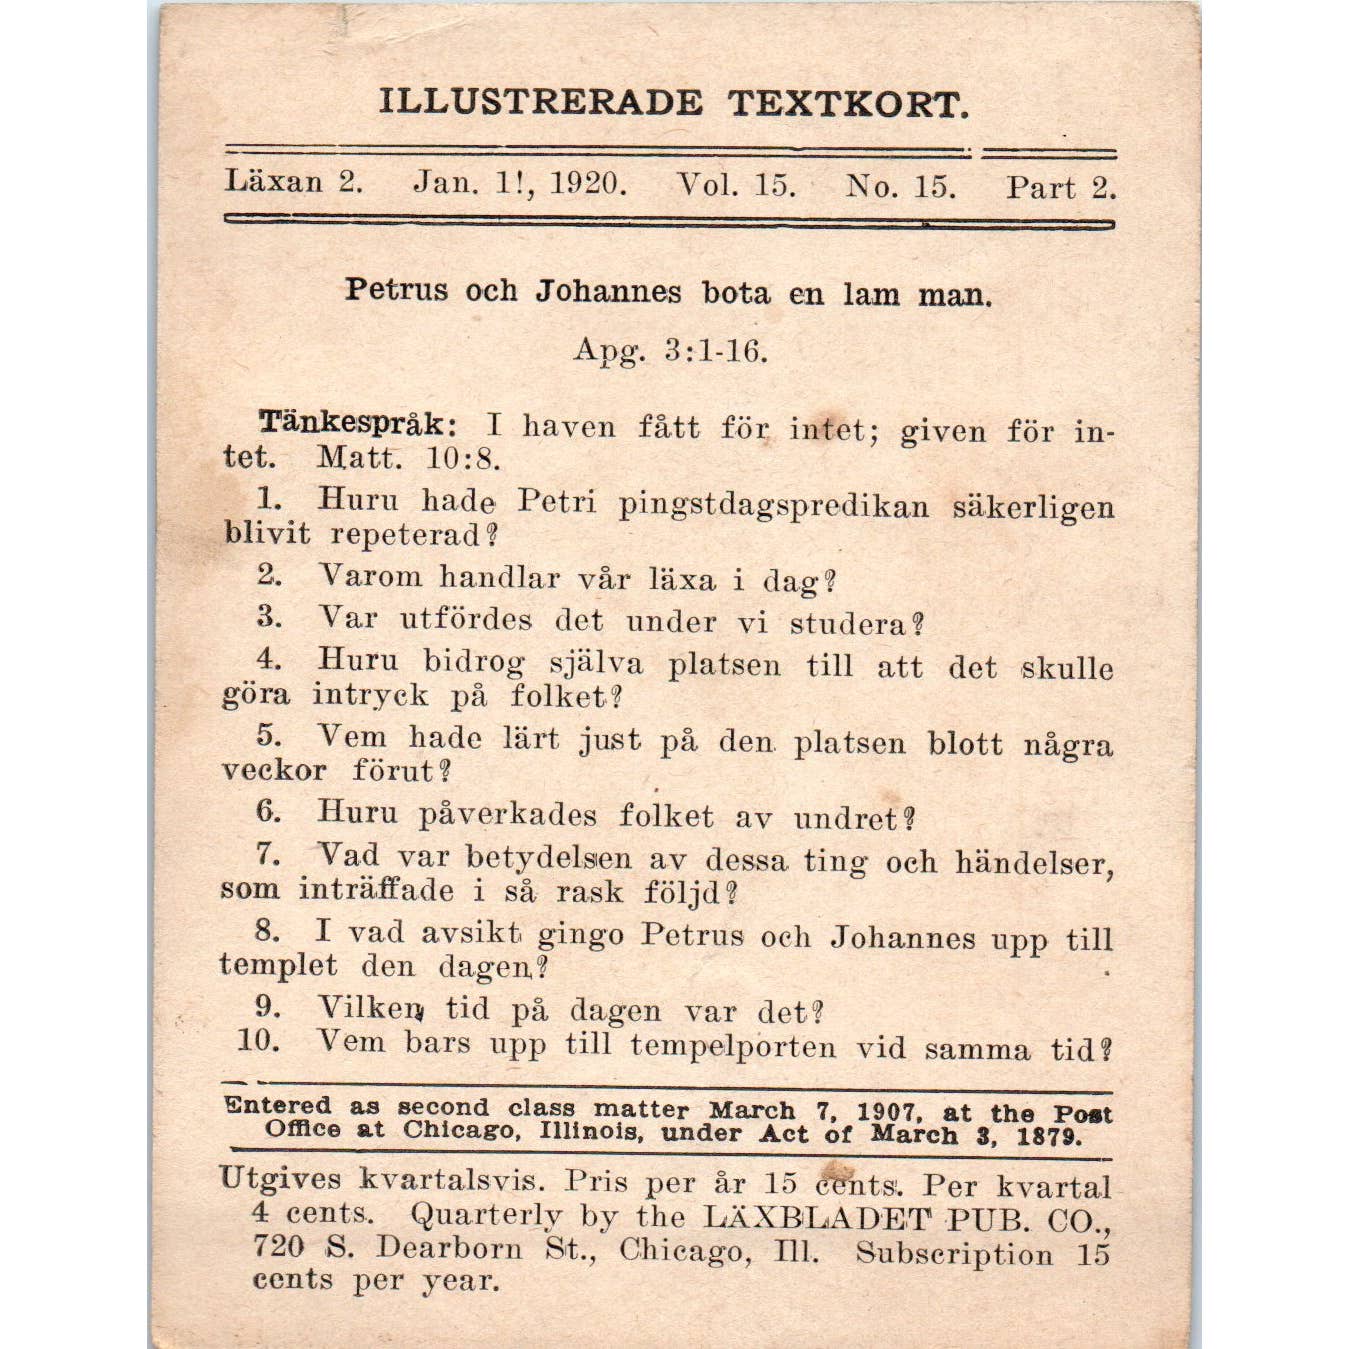 ILLUSTRERADE TEXTKORT.
Läxan 2. Jan. 1!, 1920. Vol. 15. No. 15. Part 2.
Petrus och Johannes bota en lam man.
Apg. 3:1-16.
Tänkespråk: I haven fått för intet; given för in-
tet. Matt. 10:8.
1. Huru hade Petri pingstdagspredikan säkerligen
blivit repeterad?
2. Varom handlar vår läxa i dag?
3. Var utfördes det under vi studera?
4. Huru bidrog själva platsen till att det skulle
göra intryck på folket?
5. Vem hade lärt just på den platsen blott några
veckor förut?
6. Huru påverkades folket av undret?
7. Vad var betydelsen av dessa ting och händelser,
som inträffade i så rask följd?
8. I vad avsikt gingo Petrus och Johannes upp till
templet den dagen?
9. Vilken tid på dagen var det?
10. Vem bars upp till tempelporten vid samma tid?
Entered as second class matter March 7, 1907, at the Post
Office at Chicago, Illinois, under Act of March 3, 1879.
Utgives kvartalsvis. Pris per år 15 cents. Per kvartal
4 cents. Quarterly by the LÄXBLADET PUB. CO.,
720 S. Dearborn St., Chicago, Ill. Subscription 15
cents per year.